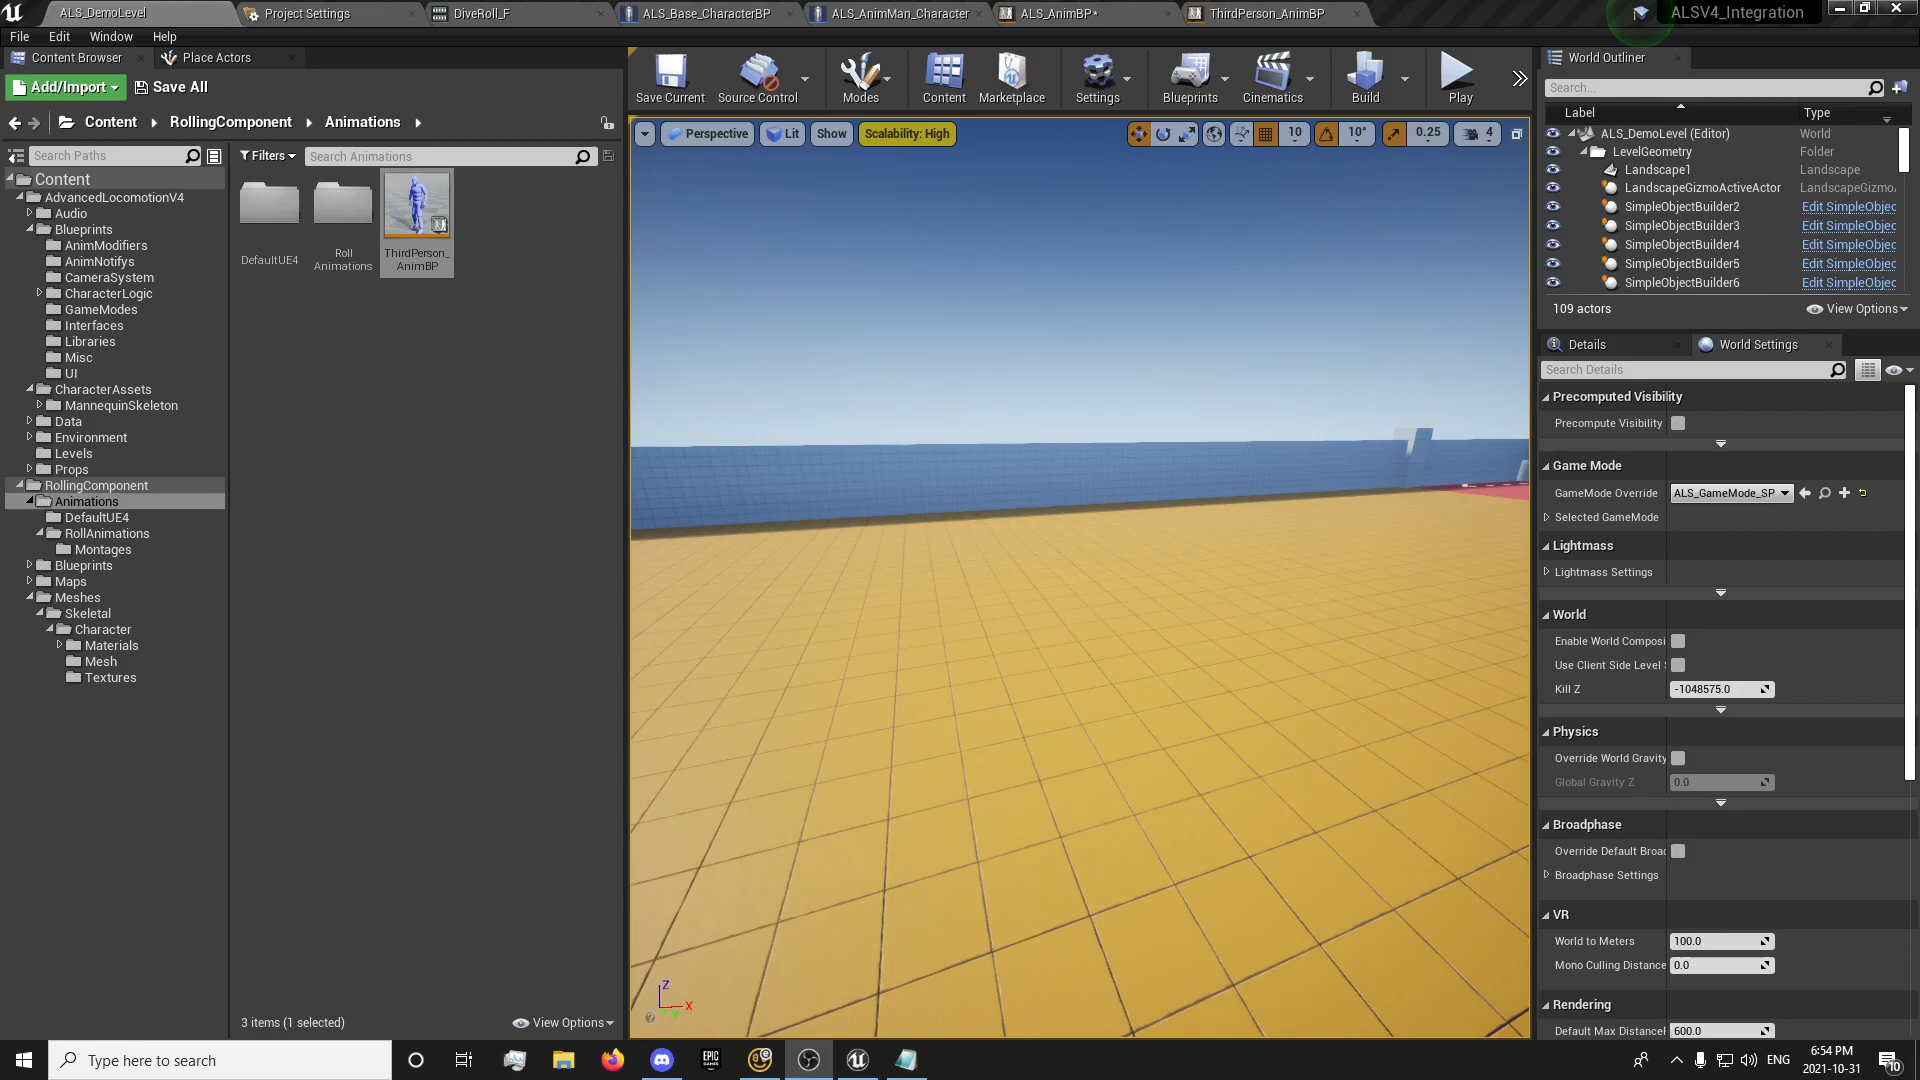 ALS_DemoLevel
Project Settings
DiveRoll_F
ALS_Base_CharacterBP
ALS_AnimMan_Character
ALS_AnimBP*
ThirdPerson_AnimBP
ALSV4_Integration
File Edit Window Help
Content Browser
Place Actors
Add/Import
Save All
Content
RollingComponent
Animations
Search Paths
Filters
Search Animations
Content
AdvancedLocomotionV4
Audio
Blueprints
AnimModifiers
AnimNotifys
CameraSystem
CharacterLogic
GameModes
Interfaces
Libraries
Misc
UI
CharacterAssets
MannequinSkeleton
Data
Environment
Levels
Props
RollingComponent
Animations
DefaultUE4
RollAnimations
Montages
Blueprints
Maps
Meshes
Skeletal
Character
Materials
Mesh
Textures
DefaultUE4
Roll
Animations
ThirdPerson_
AnimBP
3 items (1 selected)
View Options
Save Current
Source Control
Modes
Content
Marketplace
Settings
Blueprints
Cinematics
Build
Play
Perspective
Lit
Show
Scalability: High
10
10°
0.25
4
Z
X
Y
World Outliner
Search...
Label
Type
ALS_DemoLevel (Editor)
World
LevelGeometry
Folder
Landscape1
Landscape
LandscapeGizmoActiveActor
LandscapeGizmo
SimpleObjectBuilder2
Edit SimpleObjec
SimpleObjectBuilder3
Edit SimpleObjec
SimpleObjectBuilder4
Edit SimpleObjec
SimpleObjectBuilder5
Edit SimpleObjec
SimpleObjectBuilder6
Edit SimpleObjec
109 actors
View Options
Details
World Settings
Search Details
Precomputed Visibility
Precompute Visibility
Game Mode
GameMode Override
ALS_GameMode_SP
Selected GameMode
Lightmass
Lightmass Settings
World
Enable World Composi
Use Client Side Level
Kill Z
-1048575.0
Physics
Override World Gravity
Global Gravity Z
0.0
Broadphase
Override Default Broad
Broadphase Settings
VR
World to Meters
100.0
Mono Culling Distance
0.0
Rendering
Default Max DistanceF
600.0
Type here to search
EPIC
GAMES
ENG
6:54 PM
2021-10-31
10